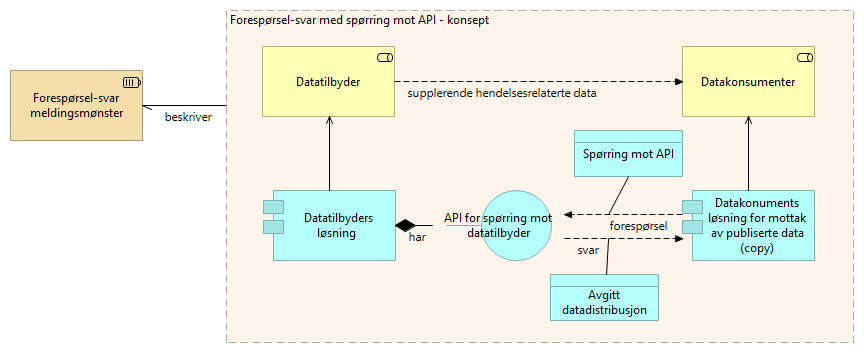 Forespørsel-svar med spørring mot API - konsept
Forespørsel-svar
meldingsmønster
beskriver
Datatilbyder
supplerende hendelsesrelaterte data
Datakonsumenter
Spørring mot API
Datatilbyders
løsning
har
API for spørring mot
datatilbyder
forespørsel
svar
Datakonuments
løsning for mottak
av publiserte data
(copy)
Avgitt
datadistribusjon